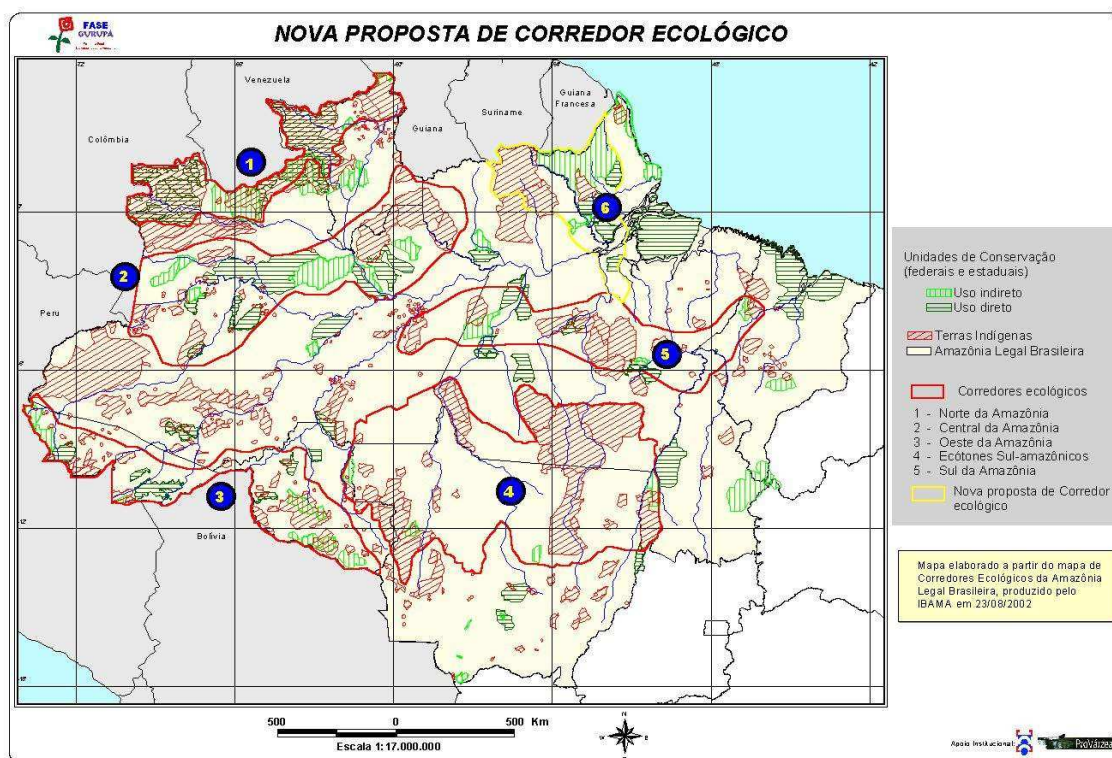 FASE
GURUPÁ
NOVA PROPOSTA DE CORREDOR ECOLÓGICO
Venezuela
Colômbia
Guiana
Suriname
Guiana
Francesa
Peru
Bolívia
1
2
3
4
5
6
Unidades de Conservação
(federais e estaduais)
Uso indireto
Uso direto
Terras Indígenas
Amazônia Legal Brasileira
Corredores ecológicos
1 - Norte da Amazônia
2 - Central da Amazônia
3 - Oeste da Amazônia
4 - Ecótones Sul-amazônicos
5 - Sul da Amazônia
Nova proposta de Corredor
ecológico
Mapa elaborado a partir do mapa de
Corredores Ecológicos da Amazônia
Legal Brasileira, produzido pelo
IBAMA em 23/08/2002
500 0 500 Km
Escala 1:17.000.000
N
W E
S
Apoio Institucional:
ProVárzea